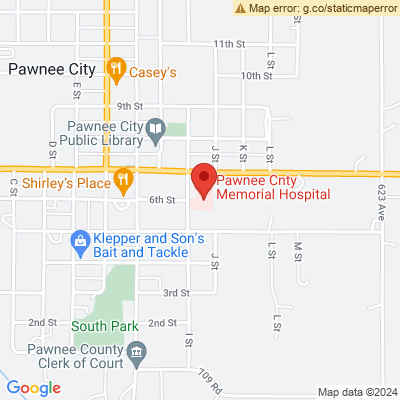 Map error: g.co/staticmaperror
11th St
Pawnee City
Casey's
10th St
L St
E St
9th St
Pawnee City
Public Library
D St
J St
K St
L St
C St
Shirley's Place
Pawnee Cnty
Memorial Hospital
6th St
623 Ave
Klepper and Son's
Bait and Tackle
M St
L St
J St
3rd St
2nd St
South Park
2nd St
L St
I St
Pawnee County
Clerk of Court
709 Rd
Google
Map data ©2024